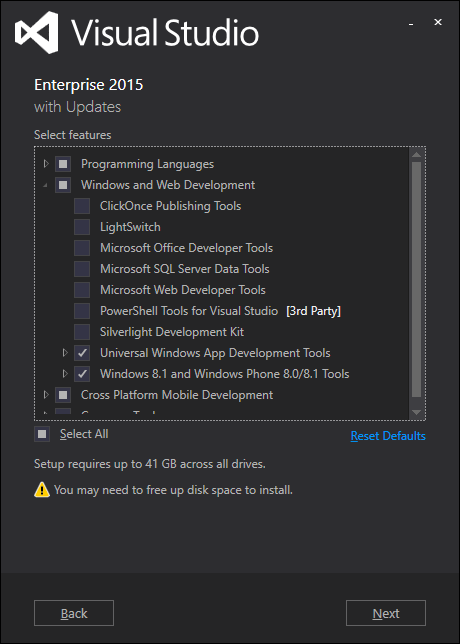 Visual Studio
Enterprise 2015
with Updates
Select features
Programming Languages
Windows and Web Development
ClickOnce Publishing Tools
LightSwitch
Microsoft Office Developer Tools
Microsoft SQL Server Data Tools
Microsoft Web Developer Tools
PowerShell Tools for Visual Studio [3rd Party]
Silverlight Development Kit
Universal Windows App Development Tools
Windows 8.1 and Windows Phone 8.0/8.1 Tools
Cross Platform Mobile Development
Select All
Reset Defaults
Setup requires up to 41 GB across all drives.
You may need to free up disk space to install.
Back
Next